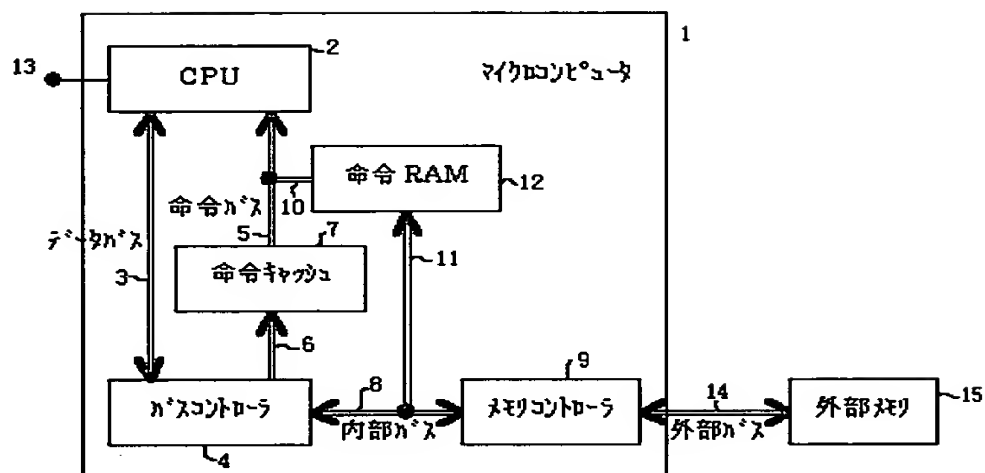 1
2
13
CPU
マイクロコンピュータ
命令 RAM
12
10
命令バス
5
7
データバス
3
命令キャッシュ
11
6
9
8
バスコントローラ
内部バス
メモリコントローラ
14
外部バス
外部メモリ
15
4